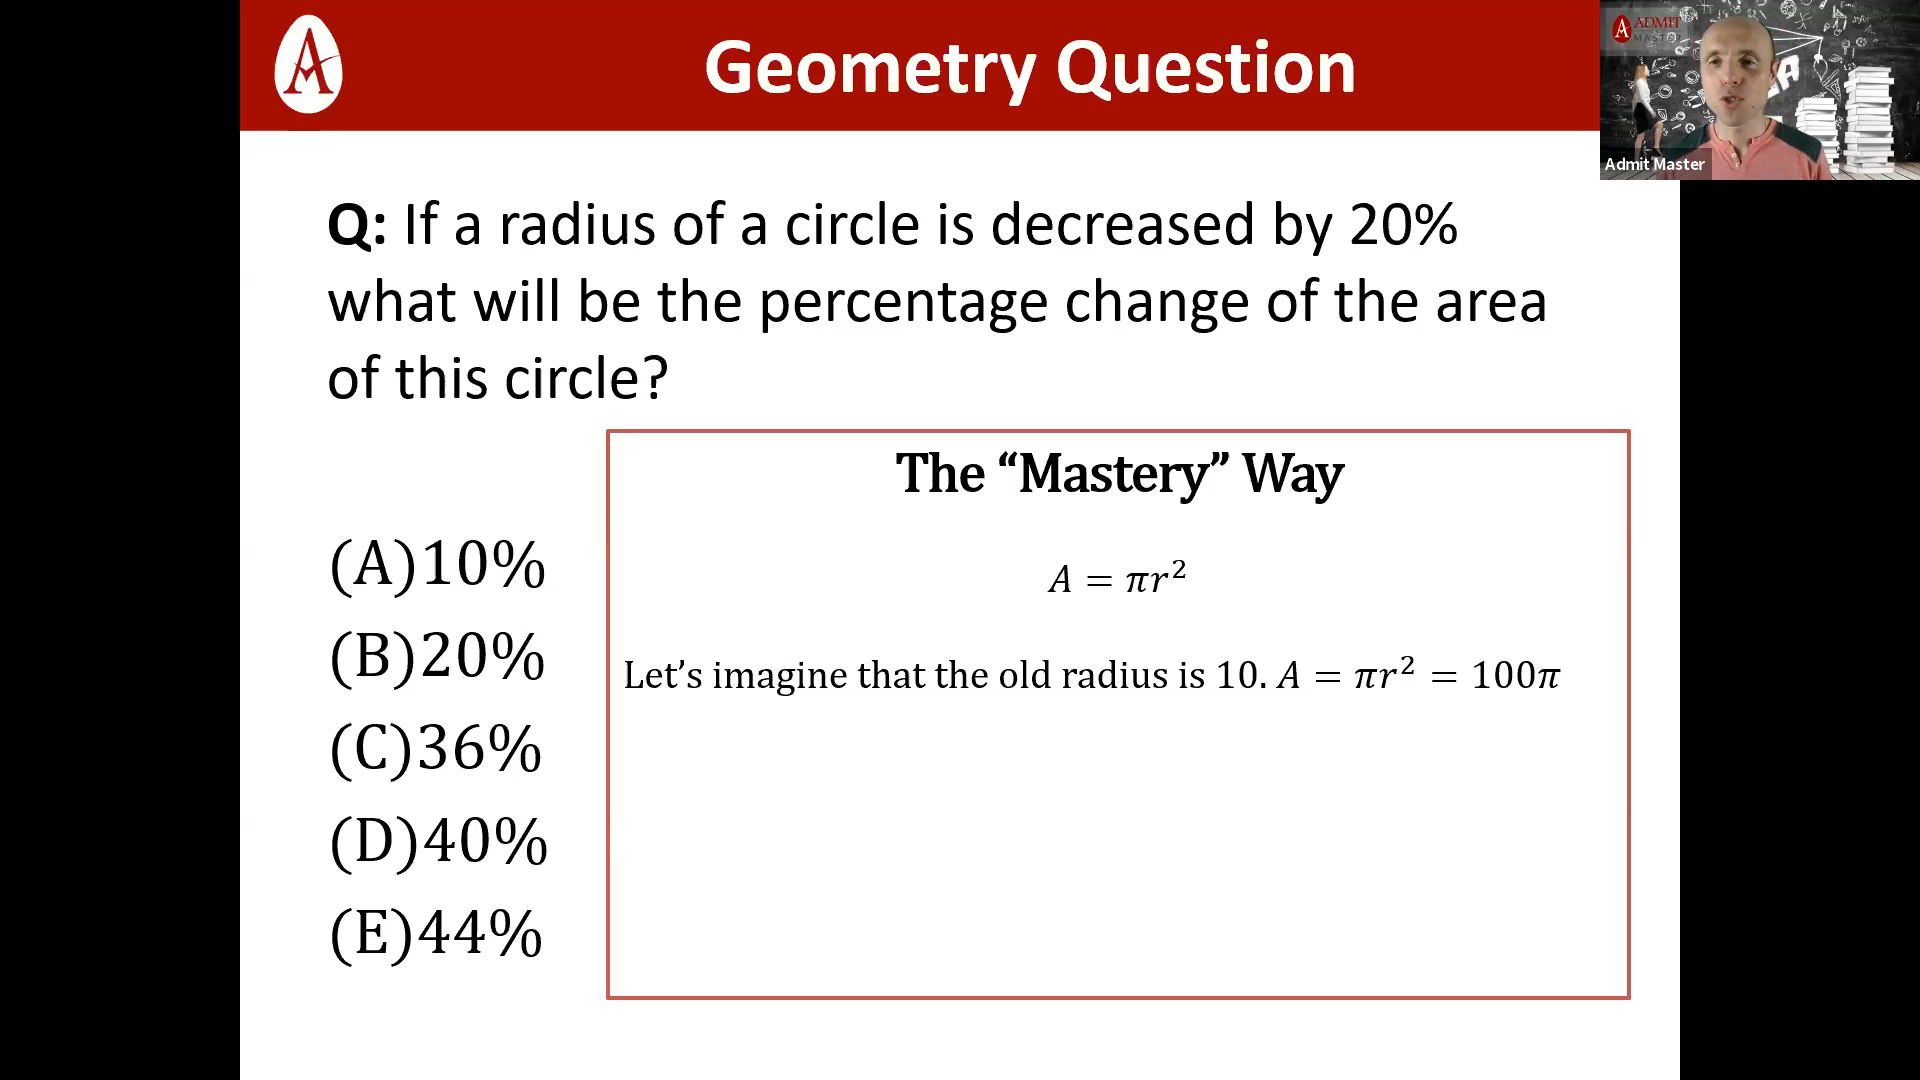 Geometry Question
ADMIT
Admit Master
Q: If a radius of a circle is decreased by 20%
what will be the percentage change of the area
of this circle?
The “Mastery” Way
A = πr²
Let’s imagine that the old radius is 10. A = πr² = 100π
(A)10%
(B)20%
(C)36%
(D)40%
(E)44%